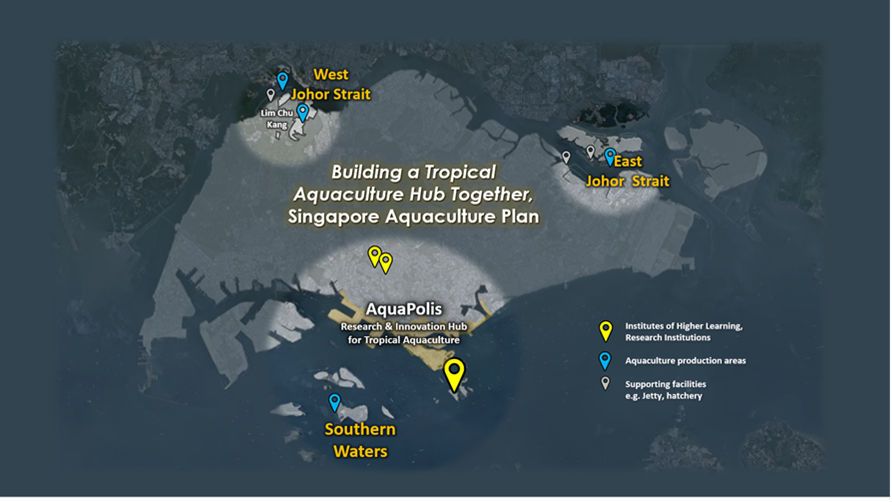 West
Johor Strait
Lim Chu
Kang
East
Johor Strait
Building a Tropical
Aquaculture Hub Together,
Singapore Aquaculture Plan
AquaPolis
Research & Innovation Hub
for Tropical Aquaculture
Institutes of Higher Learning,
Research Institutions
Aquaculture production areas
Supporting facilities
e.g. Jetty, hatchery
Southern
Waters